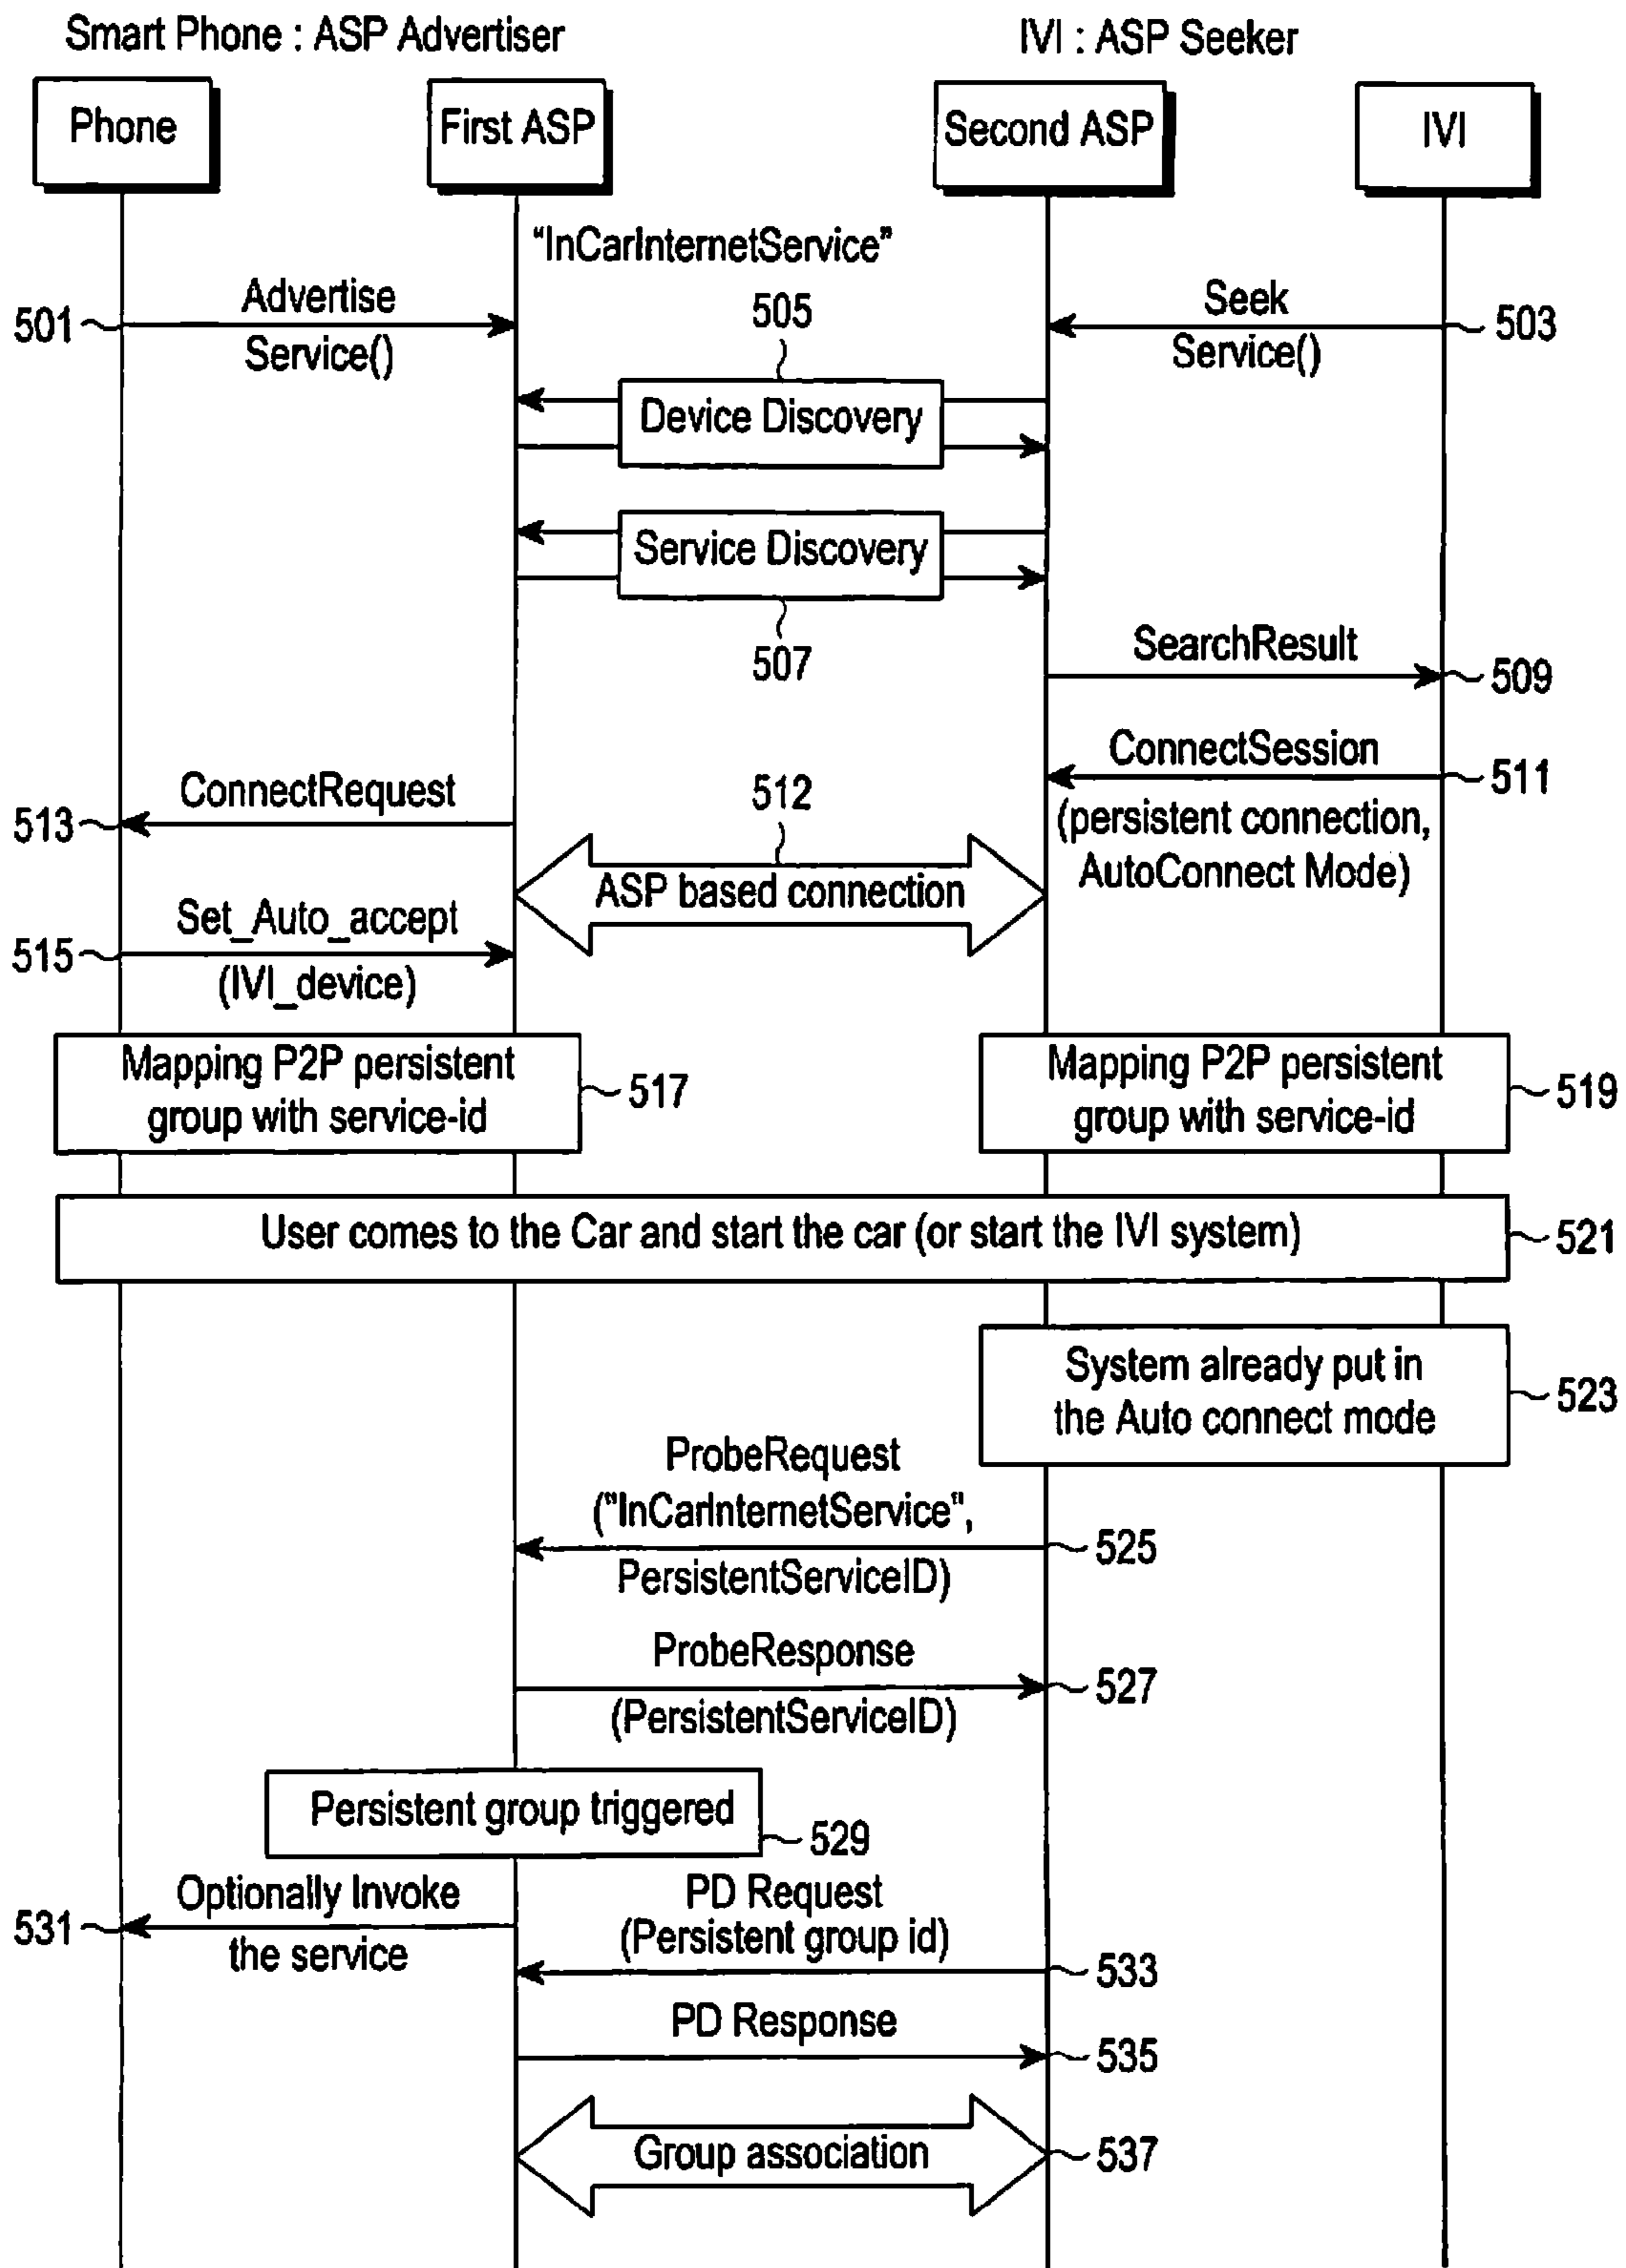 Smart Phone : ASP Advertiser
IVI : ASP Seeker
Phone
First ASP
Second ASP
IVI
“InCarInternetService”
501
Advertise
Service()
505
Seek
Service()
503
Device Discovery
Service Discovery
507
SearchResult
509
ConnectSession
511
(persistent connection,
AutoConnect Mode)
513
ConnectRequest
512
ASP based connection
515
Set_Auto_accept
(IVI_device)
Mapping P2P persistent
group with service-id
517
Mapping P2P persistent
group with service-id
519
User comes to the Car and start the car (or start the IVI system)
521
System already put in
the Auto connect mode
523
ProbeRequest
("InCarInternetService",
PersistentServiceID)
525
ProbeResponse
(PersistentServiceID)
527
Persistent group triggered
529
531
Optionally Invoke
the service
PD Request
(Persistent group id)
533
PD Response
535
Group association
537